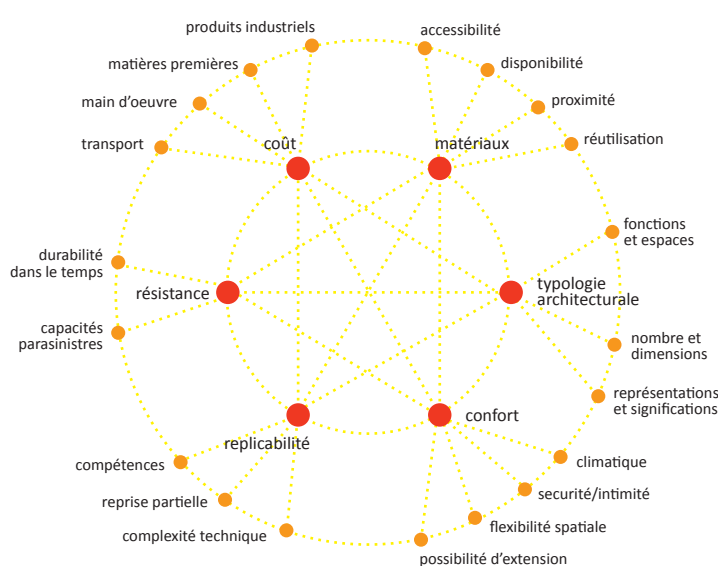 produits industriels
accessibilité
matières premières
disponibilité
main d'oeuvre
proximité
transport
coût
matériaux
réutilisation
fonctions
et espaces
durabilité
dans le temps
résistance
typologie
architecturale
capacités
parasinistres
nombre et
dimensions
représentations
et significations
replicabilité
confort
compétences
climatique
reprise partielle
securité/intimité
complexité technique
flexibilité spatiale
possibilité d'extension